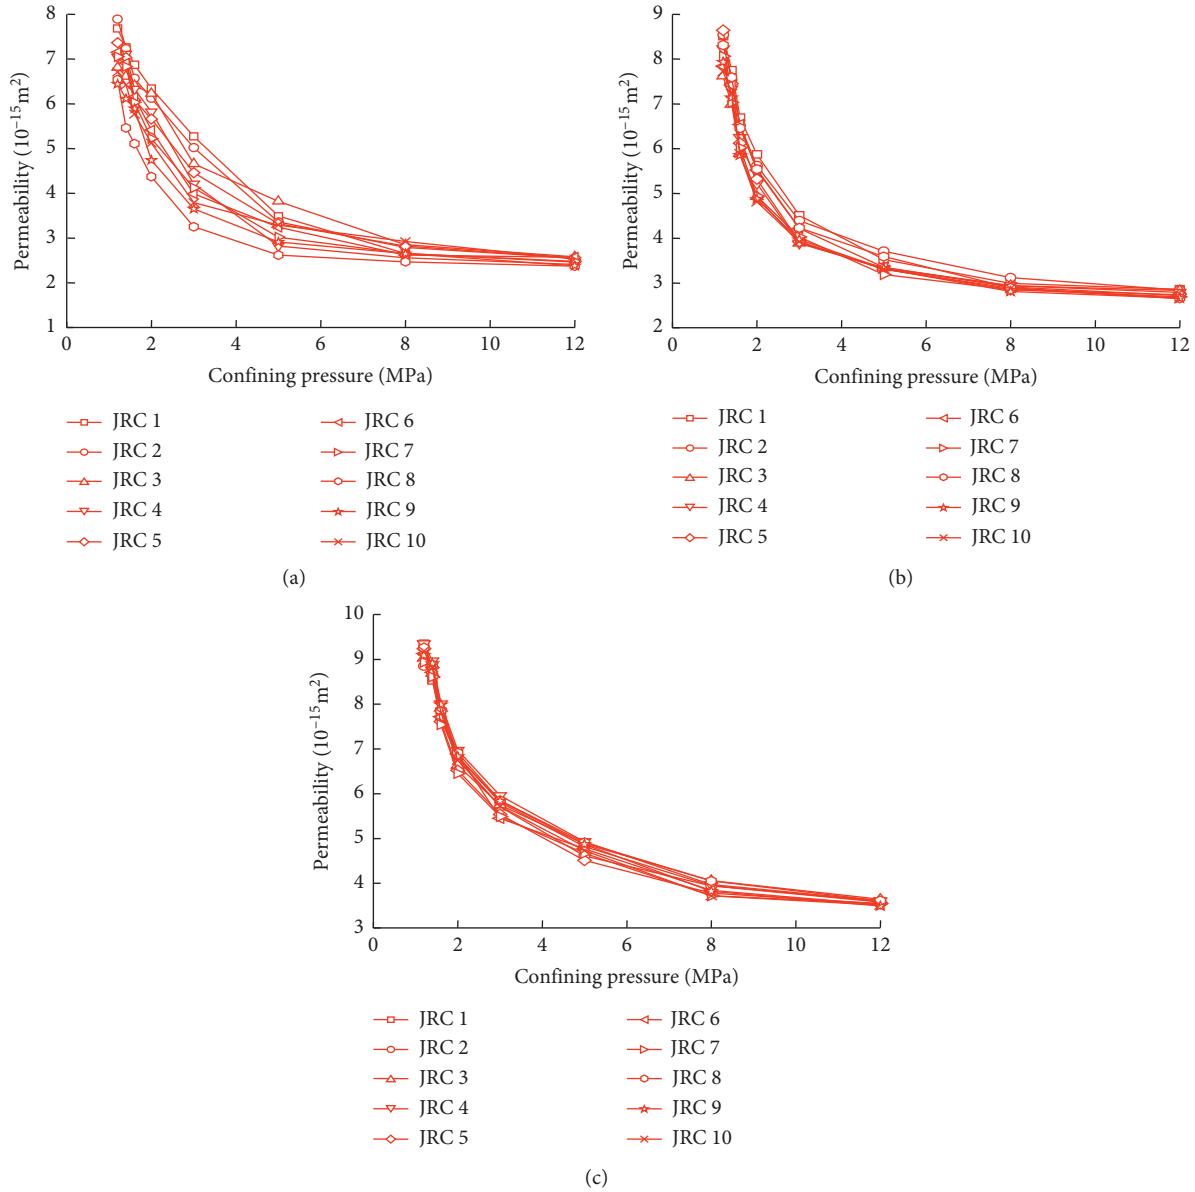 8
7
6
5
4
3
2
1
Permeability (10⁻¹⁵ m²)
0 2 4 6 8 10 12
Confining pressure (MPa)
JRC 1 JRC 6
JRC 2 JRC 7
JRC 3 JRC 8
JRC 4 JRC 9
JRC 5 JRC 10
(a)
9
8
7
6
5
4
3
2
Permeability (10⁻¹⁵ m²)
0 2 4 6 8 10 12
Confining pressure (MPa)
JRC 1 JRC 6
JRC 2 JRC 7
JRC 3 JRC 8
JRC 4 JRC 9
JRC 5 JRC 10
(b)
10
9
8
7
6
5
4
3
Permeability (10⁻¹⁵ m²)
0 2 4 6 8 10 12
Confining pressure (MPa)
JRC 1 JRC 6
JRC 2 JRC 7
JRC 3 JRC 8
JRC 4 JRC 9
JRC 5 JRC 10
(c)